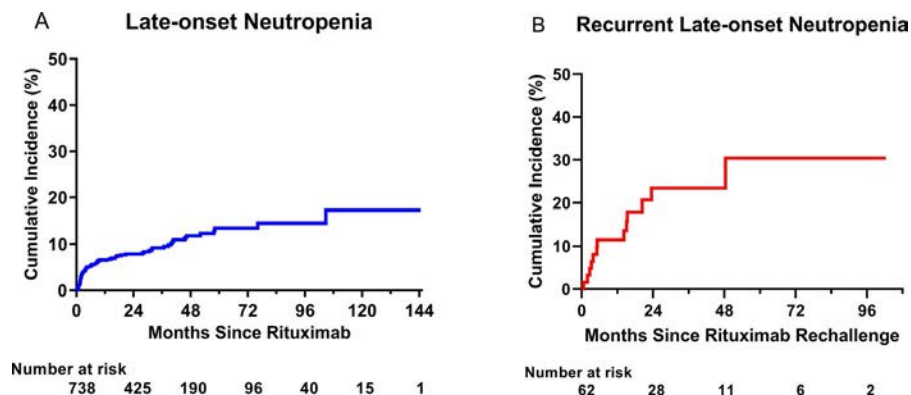 A
Late-onset Neutropenia
Cumulative Incidence (%)
50
40
30
20
10
0
0 24 48 72 96 120 144
Months Since Rituximab
Number at risk
738 425 190 96 40 15 1
B
Recurrent Late-onset Neutropenia
Cumulative Incidence (%)
50
40
30
20
10
0
0 24 48 72 96
Months Since Rituximab Rechallenge
Number at risk
62 28 11 6 2